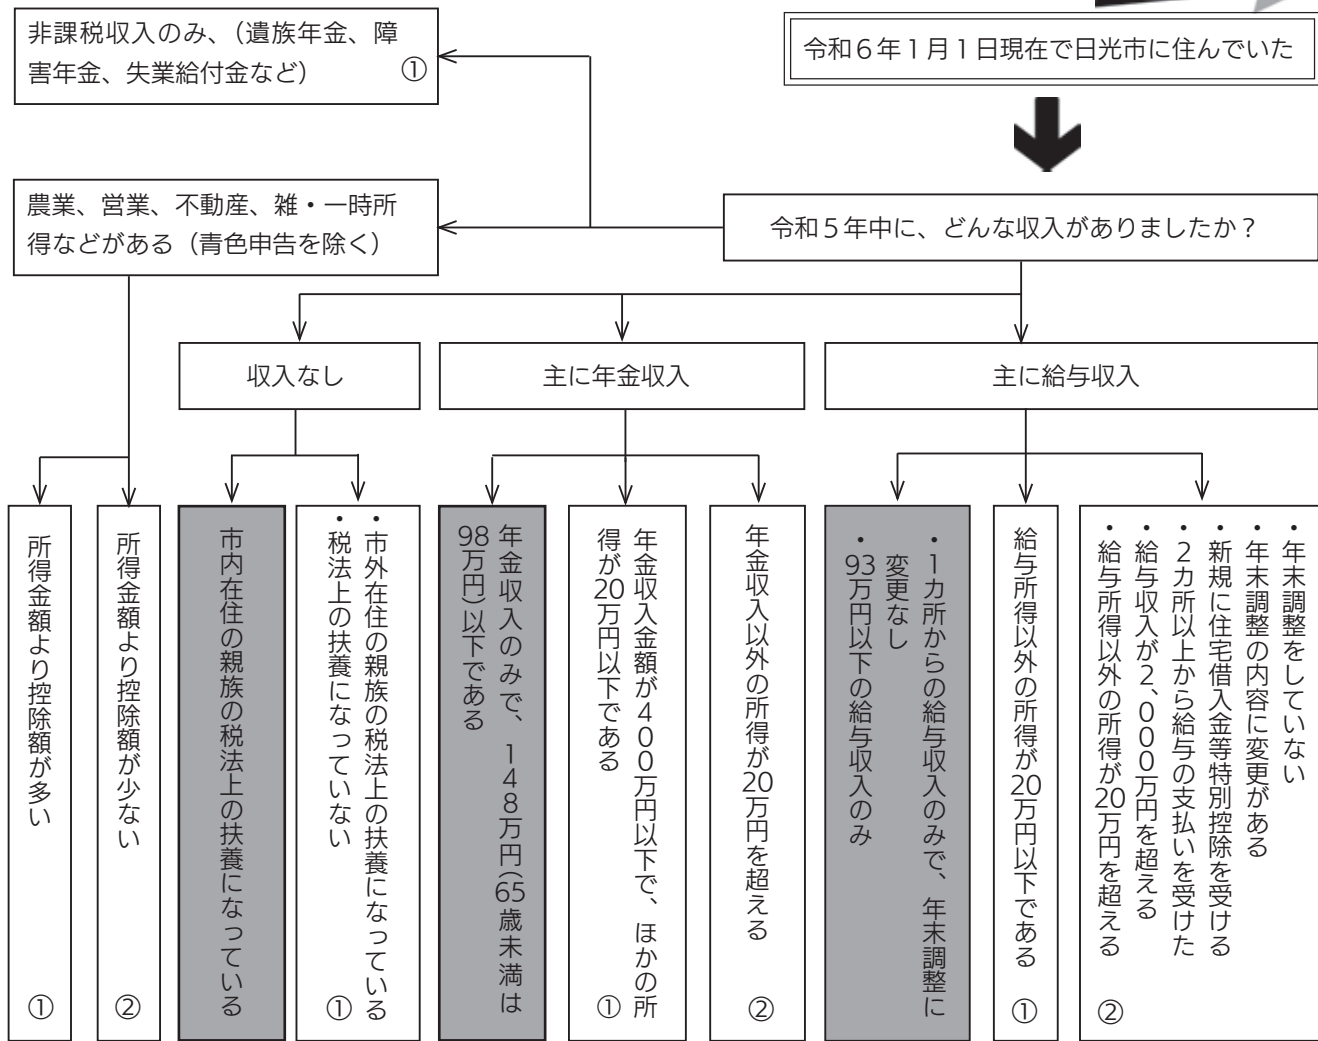 令和６年１月１日現在で日光市に住んでいた
令和５年中に、どんな収入がありましたか？
非課税収入のみ、（遺族年金、障
害年金、失業給付金など） ①
農業、営業、不動産、雑・一時所
得などがある（青色申告を除く）
収入なし
主に年金収入
主に給与収入
所得金額より控除額が多い ①
所得金額より控除額が少ない ②
市内在住の親族の税法上の扶養になっている
・市外在住の親族の税法上の扶養になっている
・税法上の扶養になっていない ①
年金収入のみで、148万円（65歳未満は
98万円）以下である
年金収入金額が400万円以下で、ほかの所
得が20万円以下である ①
年金収入以外の所得が20万円を超える ②
・1カ所からの給与収入のみで、年末調整に
変更なし
・93万円以下の給与収入のみ
給与所得以外の所得が20万円以下である ①
・年末調整をしていない
・年末調整の内容に変更がある
・新規に住宅借入金等特別控除を受ける
・2カ所以上から給与の支払いを受けた
・給与収入が2、000万円を超える
・給与所得以外の所得が20万円を超える ②